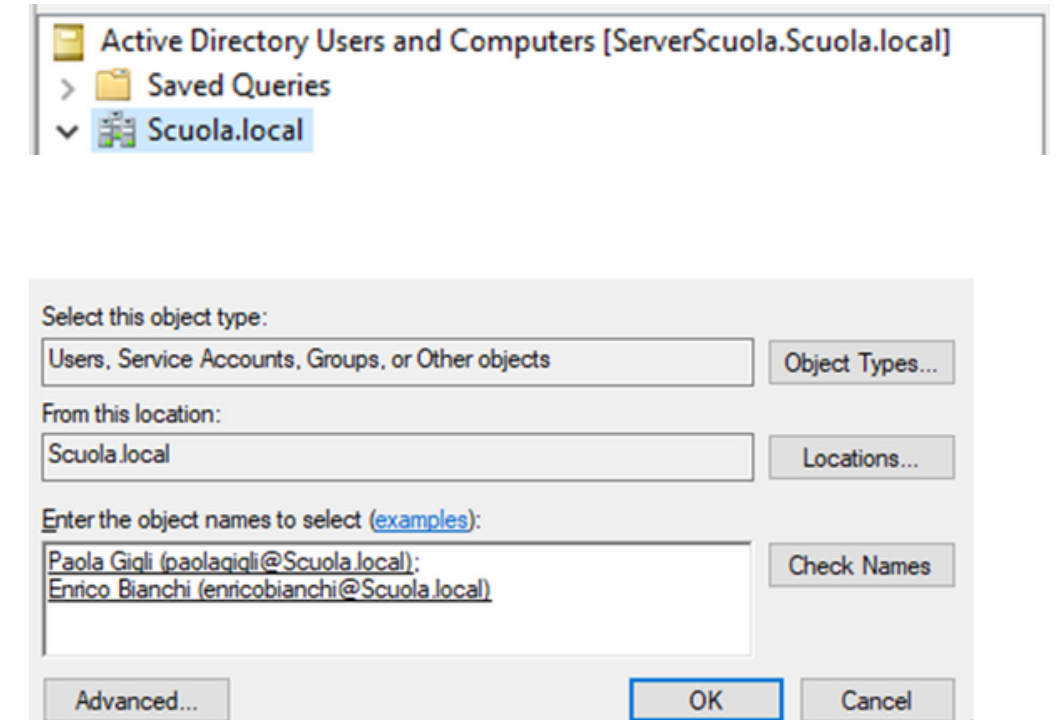 Active Directory Users and Computers [ServerScuola.Scuola.local]
Saved Queries
Scuola.local
Select this object type:
Users, Service Accounts, Groups, or Other objects
Object Types...
From this location:
Scuola.local
Locations...
Enter the object names to select (examples):
Paola Gigli (paolagigli@Scuola.local);
Enrico Bianchi (enricobianchi@Scuola.local)
Check Names
Advanced...
OK
Cancel